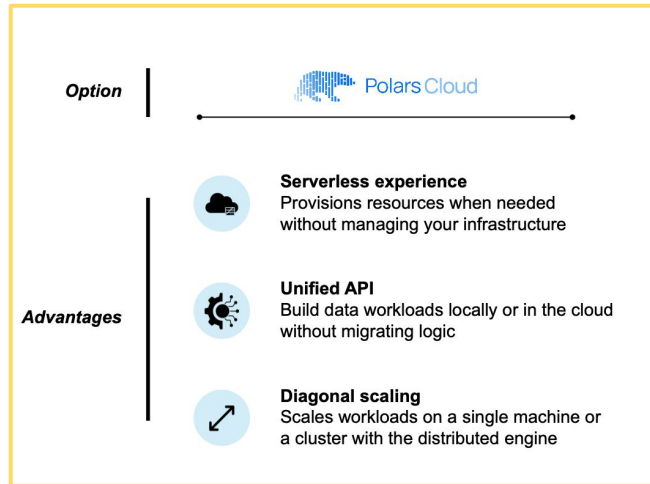 Option
Polars Cloud
Advantages
Serverless experience
Provisions resources when needed
without managing your infrastructure
Unified API
Build data workloads locally or in the cloud
without migrating logic
Diagonal scaling
Scales workloads on a single machine or
a cluster with the distributed engine